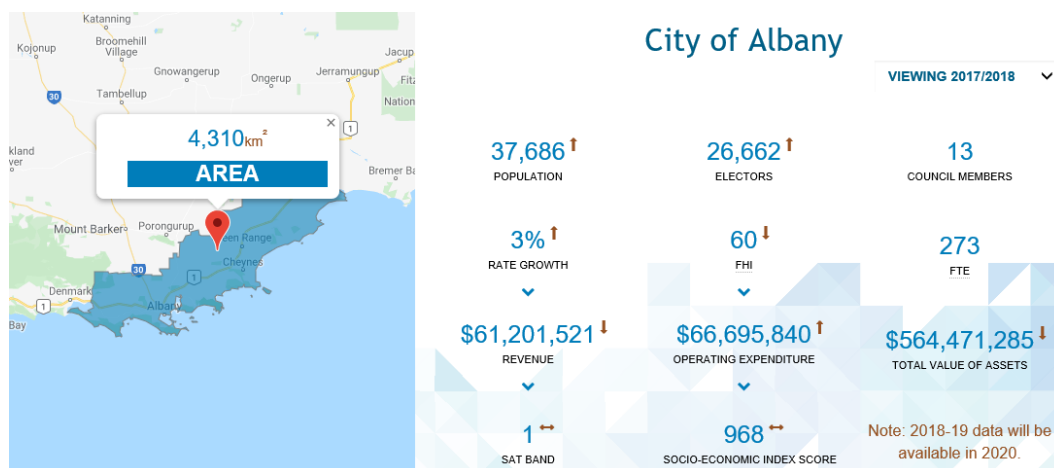 Katanning
Kojonup
Broomehill
Village
Jacup
Gnowangerup
Ongerup
Jerramungup
Fitz
Tambellup
30
Nation
1
×
4,310km²
AREA
kland
ver
Bremer Ba
Mount Barker
Porongurup
een Range
Cheynes
30
1
Denmark
1
Albany
Bay
City of Albany
VIEWING 2017/2018
37,686
POPULATION
26,662
ELECTORS
13
COUNCIL MEMBERS
3%
RATE GROWTH
60
FHI
273
FTE
$61,201,521
REVENUE
$66,695,840
OPERATING EXPENDITURE
$564,471,285
TOTAL VALUE OF ASSETS
1
SAT BAND
968
SOCIO-ECONOMIC INDEX SCORE
Note: 2018-19 data will be
available in 2020.